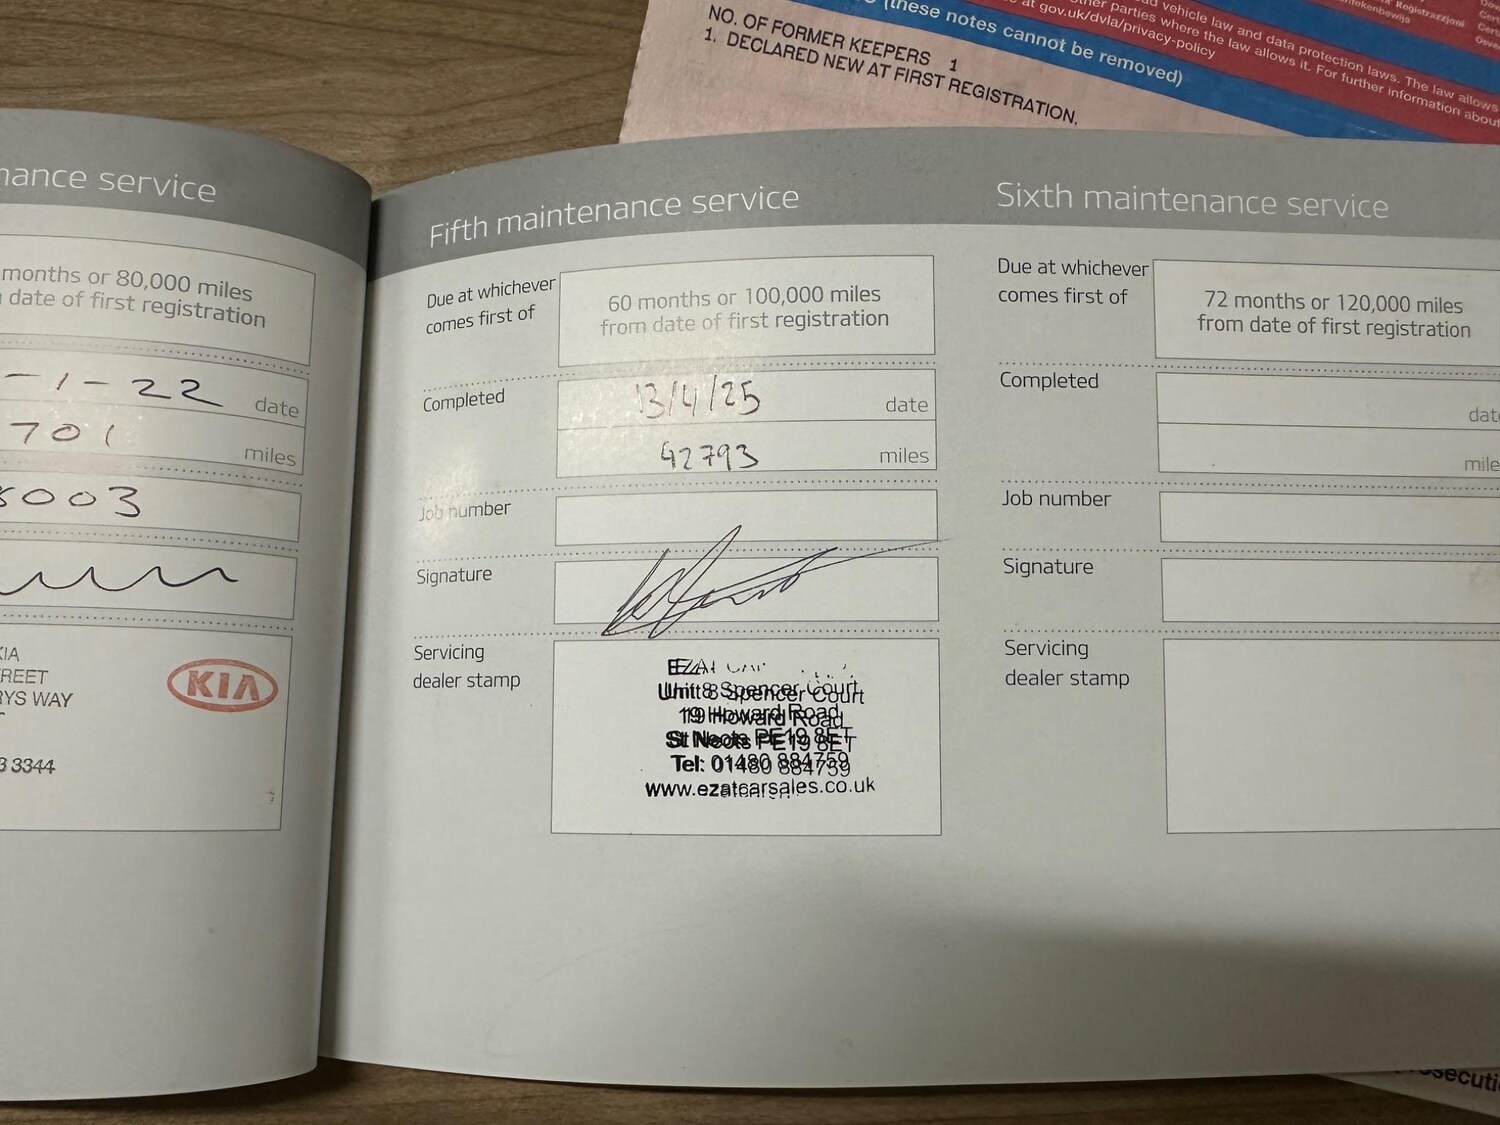 NO. OF FORMER KEEPERS 1
1. DECLARED NEW AT FIRST REGISTRATION.
(these notes cannot be removed)
vehicle law and data protection laws. The law allows
other parties where the law allows it. For further information about
at gov.uk/dvla/privacy-policy
nance service
months or 80,000 miles
date of first registration
-1-22 date
701 miles
8003
KIA
REET
RYS WAY
3 3344
KIA
Fifth maintenance service
Due at whichever
comes first of
60 months or 100,000 miles
from date of first registration
Completed
13/4/25 date
42793 miles
Job number
Signature
Servicing
dealer stamp
Unit 8 Spencer Court
19 Howard Road
St Neots PE19 8ET
Tel: 01480 884759
www.ezatcarsales.co.uk
Sixth maintenance service
Due at whichever
comes first of
72 months or 120,000 miles
from date of first registration
Completed
date
mile
Job number
Signature
Servicing
dealer stamp